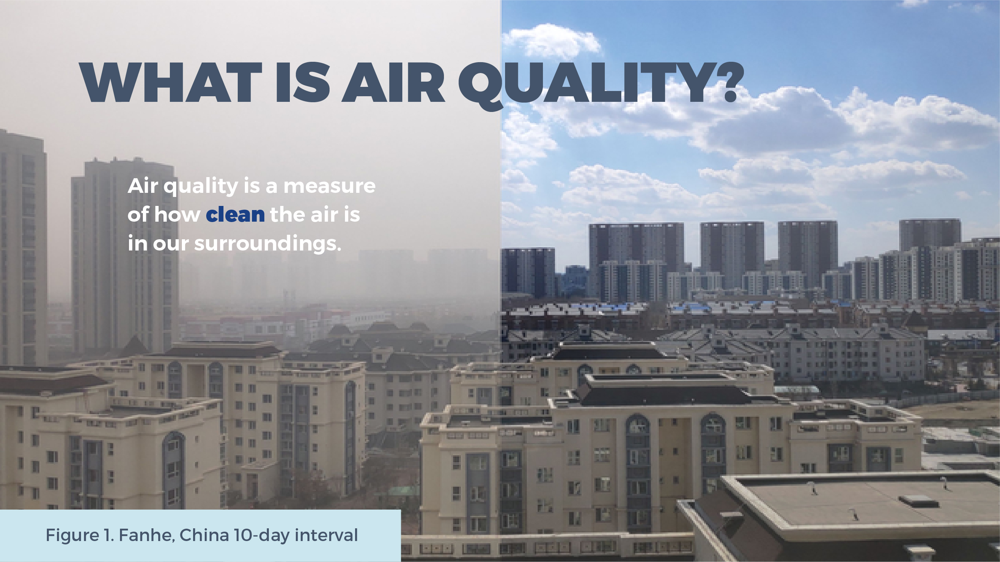 WHAT IS AIR QUALITY?
Air quality is a measure
of how clean the air is
in our surroundings.
Figure 1. Fanhe, China 10-day interval